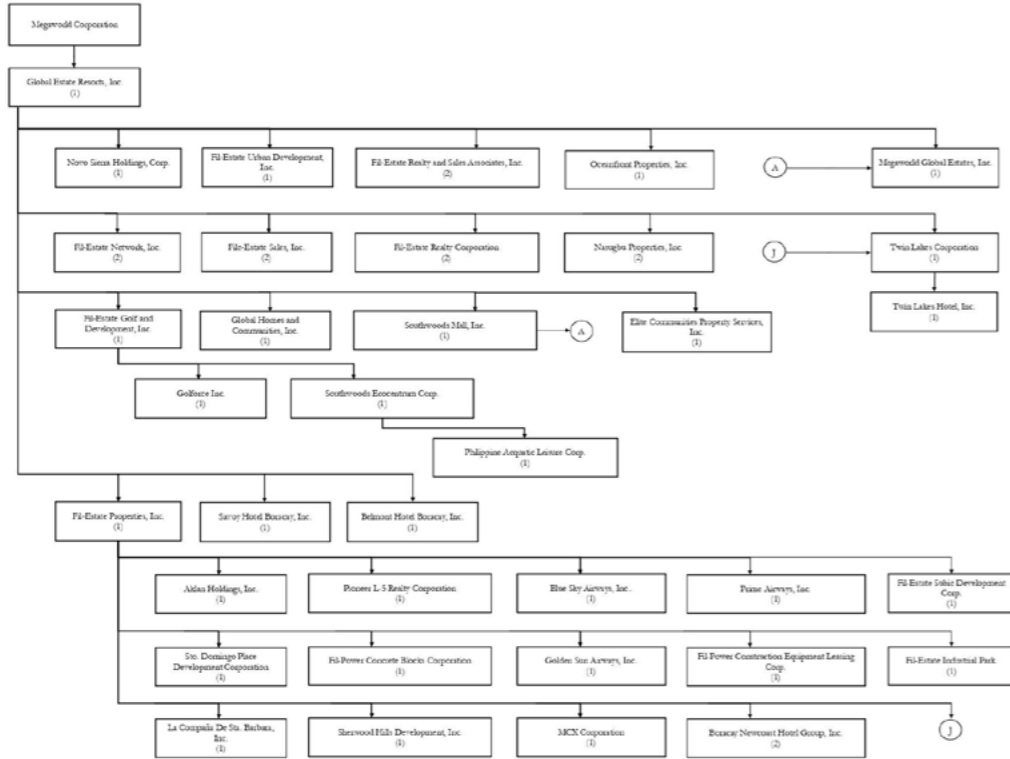 Megaworld Corporation
Global Estate Resorts, Inc.
(1)
Novo Sierra Holdings, Corp.
(1)
Fil-Estate Urban Development,
Inc.
(1)
Fil-Estate Realty and Sales Associates, Inc.
(2)
Oceanfront Properties, Inc.
(1)
A
Megaworld Global Estates, Inc.
(1)
Fil-Estate Network, Inc.
(2)
File-Estate Sales, Inc.
(2)
Fil-Estate Realty Corporation
(2)
Nasugbu Properties, Inc.
(2)
J
Twin Lakes Corporation
(1)
Twin Lakes Hotel, Inc.
(1)
Fil-Estate Golf and
Development, Inc.
(1)
Global Homes and
Communities, Inc.
(1)
Southwoods Mall, Inc.
(1)
A
Elite Communities Property Services,
Inc.
(1)
Golforce Inc.
(1)
Southwoods Ecocentrum Corp.
(1)
Philippine Aquatic Leisure Corp.
(1)
Fil-Estate Properties, Inc.
(1)
Savoy Hotel Boracay, Inc.
(1)
Belmont Hotel Boracay, Inc.
(1)
Aklan Holdings, Inc.
(1)
Pioneer L-5 Realty Corporation
(1)
Blue Sky Airways, Inc.
(1)
Prime Airways, Inc.
(1)
Fil-Estate Subic Development
Corp.
(1)
Sto. Domingo Place
Development Corporation
(1)
Fil-Power Concrete Blocks Corporation
(1)
Golden Sun Airways, Inc.
(1)
Fil-Power Construction Equipment Leasing
Corp.
(1)
Fil-Estate Industrial Park
(1)
La Compaña De Sta. Barbara,
Inc.
(1)
Sherwood Hills Development, Inc
(1)
MCX Corporation
(1)
Boracay Newcoast Hotel Group, Inc.
(2)
J